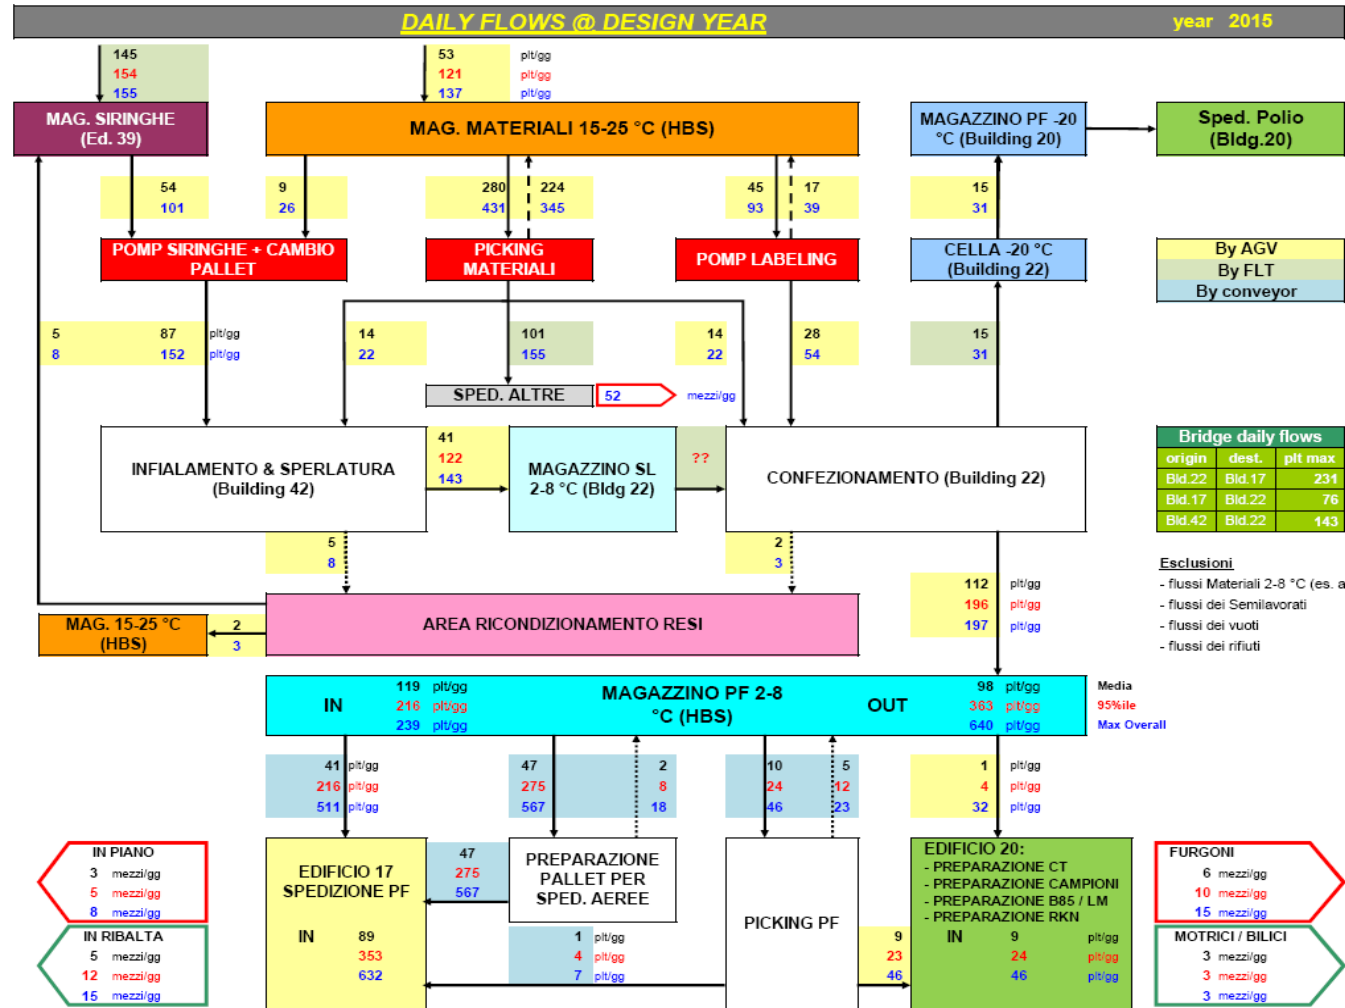 DAILY FLOWS @ DESIGN YEAR year 2015
145
154
155
53 plt/gg
121 plt/gg
137 plt/gg
MAG. SIRINGHE
(Ed. 39)
MAG. MATERIALI 15-25 °C (HBS)
MAGAZZINO PF -20
°C (Building 20)
Sped. Polio
(Bldg.20)
54
101
9
26
280 224
431 345
45 17
93 39
15
31
POMP SIRINGHE + CAMBIO
PALLET
PICKING
MATERIALI
POMP LABELING
CELLA -20 °C
(Building 22)
By AGV
By FLT
By conveyor
5 87 plt/gg
8 152 plt/gg
14
22
101
155
14 28
22 54
15
31
SPED. ALTRE 52 mezzi/gg
INFIALAMENTO & SPERLATURA
(Building 42)
41
122
143
MAGAZZINO SL
2-8 °C (Bldg 22)
??
CONFEZIONAMENTO (Building 22)
Bridge daily flows
origin dest. plt max
Bld.22 Bld.17 231
Bld.17 Bld.22 76
Bld.42 Bld.22 143
5
8
2
3
112 plt/gg
196 plt/gg
197 plt/gg
Esclusioni
- flussi Materiali 2-8 °C (es. a
- flussi dei Semilavorati
- flussi dei vuoti
- flussi dei rifiuti
MAG. 15-25 °C
(HBS)
2
3
AREA RICONDIZIONAMENTO RESI
IN
119 plt/gg
216 plt/gg
239 plt/gg
MAGAZZINO PF 2-8
°C (HBS)
OUT
98 plt/gg
363 plt/gg
640 plt/gg
Media
95%ile
Max Overall
41 plt/gg
216 plt/gg
511 plt/gg
47 2
275 8
567 18
10 5
24 12
46 23
1 plt/gg
4 plt/gg
32 plt/gg
IN PIANO
3 mezzi/gg
5 mezzi/gg
8 mezzi/gg
IN RIBALTA
5 mezzi/gg
12 mezzi/gg
15 mezzi/gg
EDIFICIO 17
SPEDIZIONE PF
IN 89
353
632
47
275
567
PREPARAZIONE
PALLET PER
SPED. AEREE
1 plt/gg
4 plt/gg
7 plt/gg
PICKING PF
9
23
46
EDIFICIO 20:
- PREPARAZIONE CT
- PREPARAZIONE CAMPIONI
- PREPARAZIONE B85 / LM
- PREPARAZIONE RKN
IN 9 plt/gg
24 plt/gg
46 plt/gg
FURGONI
6 mezzi/gg
10 mezzi/gg
15 mezzi/gg
MOTRICI / BILICI
3 mezzi/gg
3 mezzi/gg
3 mezzi/gg